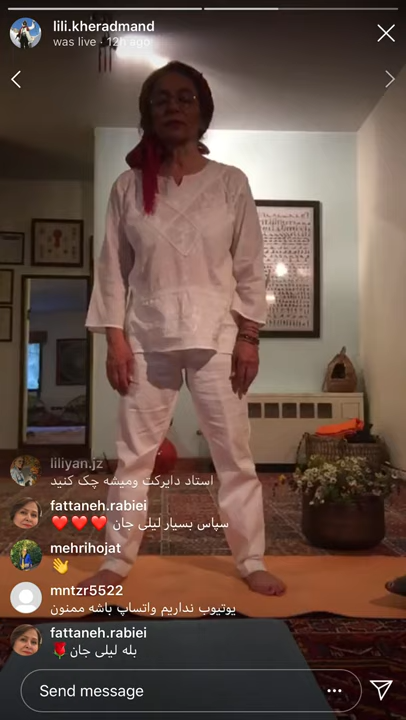 lili.kheradmand
was live · 12h ago
liliyan.jz
استاد دایرکت ومیشه چک کنید
fattaneh.rabiei
❤️❤️❤️ سپاس بسیار لیلی جان
mehrihojat
👋
mntzr5522
یوتیوب نداریم واتساپ باشه ممنون
fattaneh.rabiei
بله لیلی جان🌹
Send message